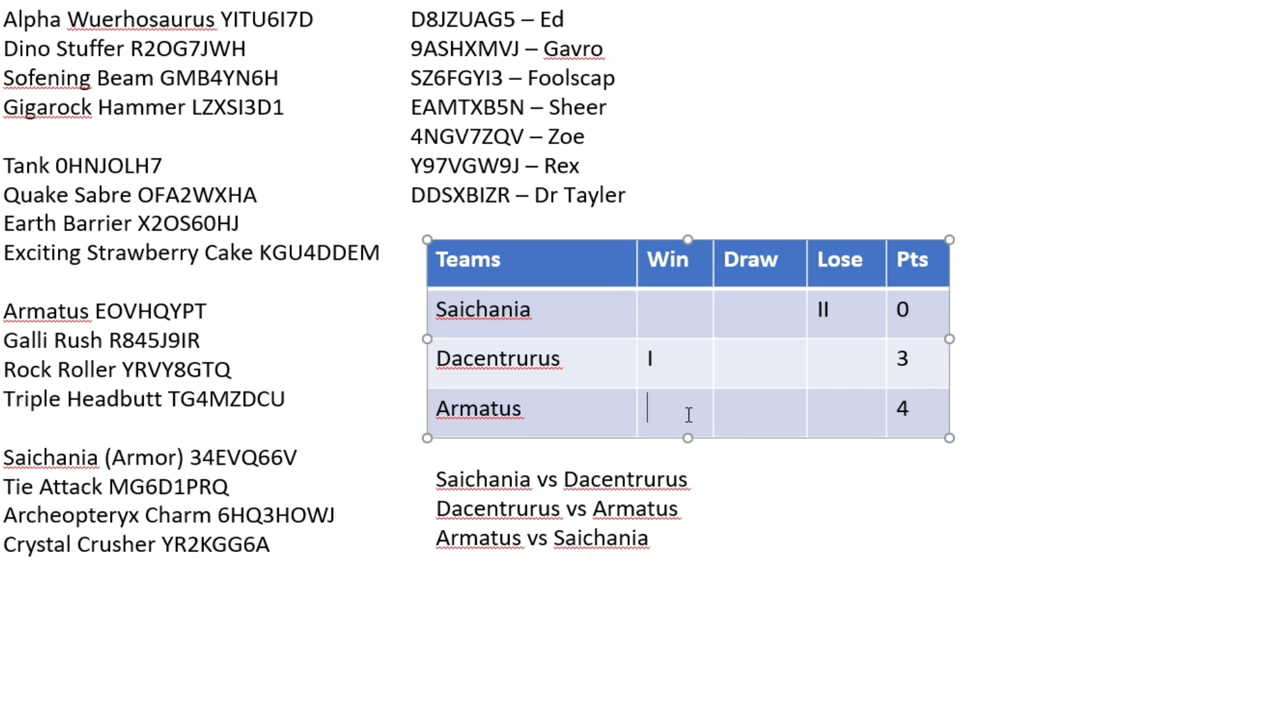 Alpha Wuerhosaurus YITU6I7D
Dino Stuffer R2OG7JWH
Sofening Beam GMB4YN6H
Gigarock Hammer LZXSI3D1
Tank 0HNJOLH7
Quake Sabre OFA2WXHA
Earth Barrier X2OS60HJ
Exciting Strawberry Cake KGU4DDEM
Armatus EOVHQYPT
Galli Rush R845J9IR
Rock Roller YRVY8GTQ
Triple Headbutt TG4MZDCU
Saichania (Armor) 34EVQ66V
Tie Attack MG6D1PRQ
Archeopteryx Charm 6HQ3HOWJ
Crystal Crusher YR2KGG6A
D8JZUAG5 – Ed
9ASHXMVJ – Gavro
SZ6FGYI3 – Foolscap
EAMTXB5N – Sheer
4NGV7ZQV – Zoe
Y97VGW9J – Rex
DDSXBIZR – Dr Tayler
Teams Win Draw Lose Pts
Saichania II 0
Dacentrurus I 3
Armatus 4
Saichania vs Dacentrurus
Dacentrurus vs Armatus
Armatus vs Saichania